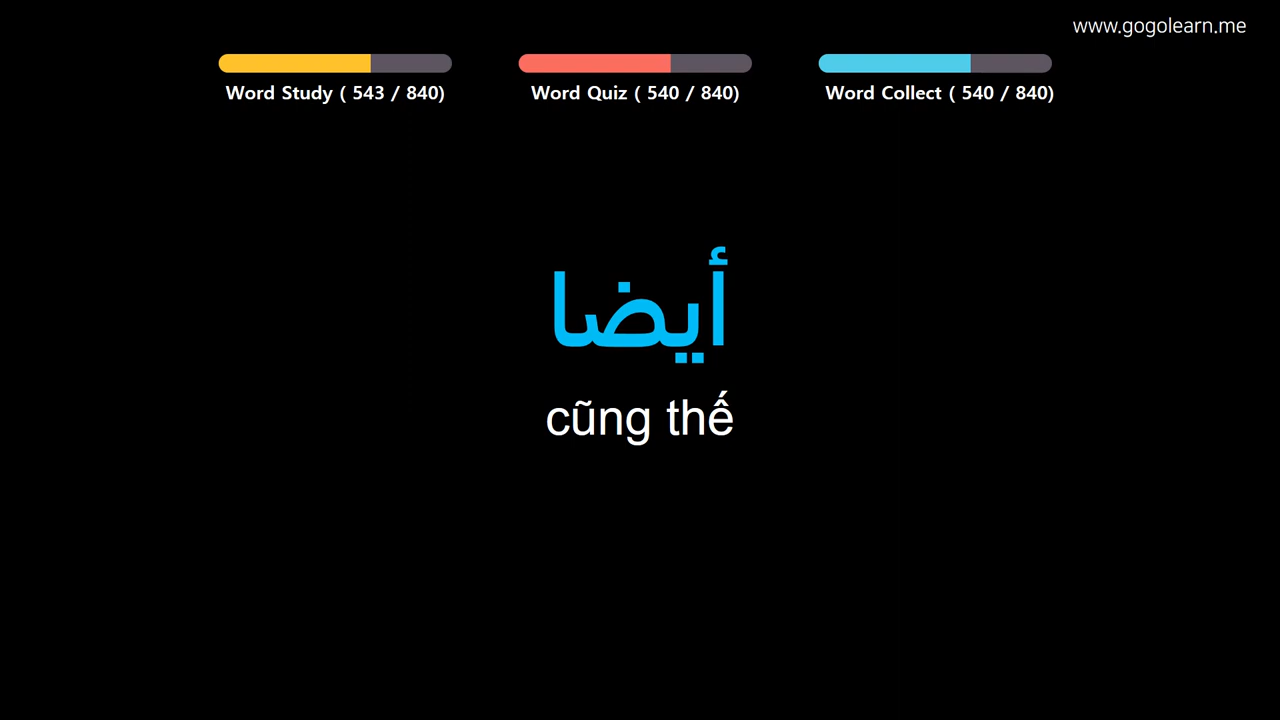 www.gogolearn.me
Word Study ( 543 / 840)
Word Quiz ( 540 / 840)
Word Collect ( 540 / 840)
أيضا
cũng thế